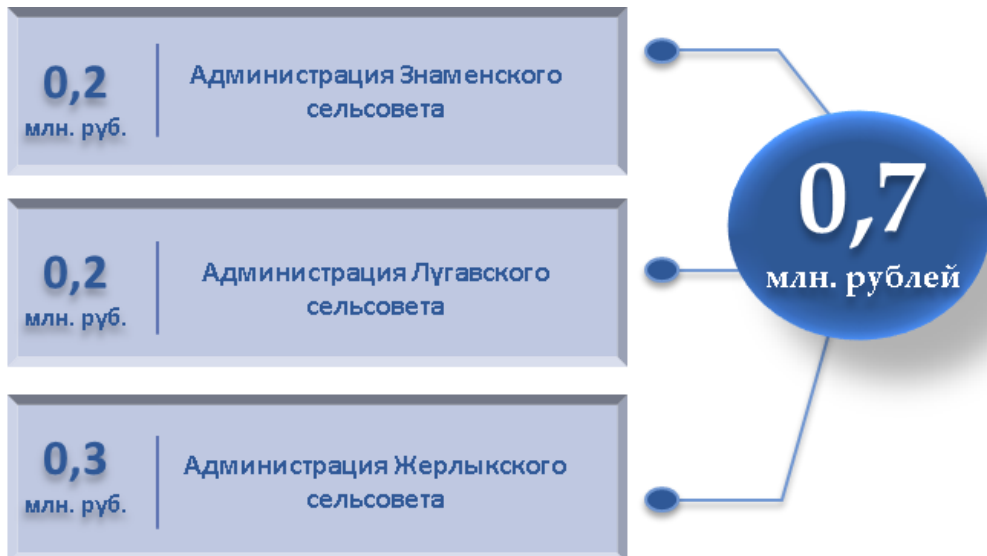 0,2
млн. руб.
Администрация Знаменского
сельсовета
0,2
млн. руб.
Администрация Лугавского
сельсовета
0,3
млн. руб.
Администрация Жерлыкского
сельсовета
0,7
млн. рублей